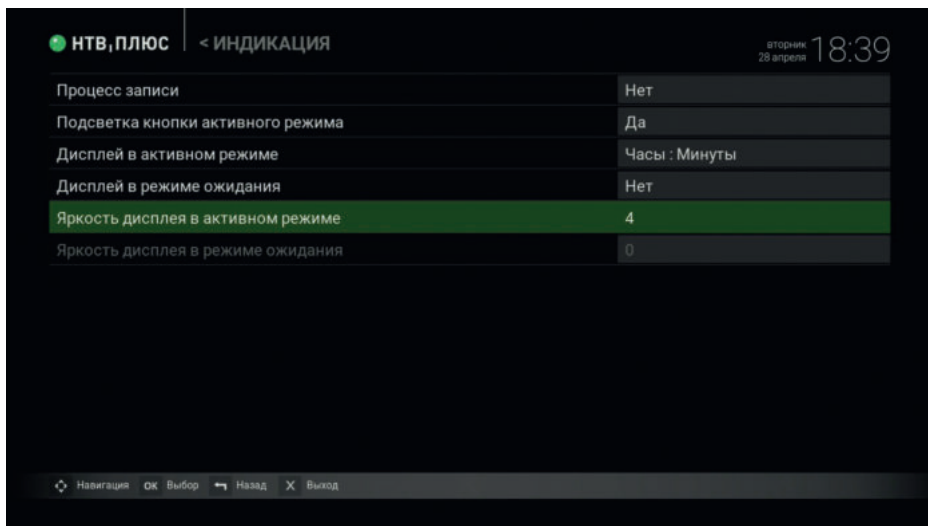 НТВ ПЛЮС < ИНДИКАЦИЯ
вторник
28 апреля
18:39
Процесс записи Нет
Подсветка кнопки активного режима Да
Дисплей в активном режиме Часы : Минуты
Дисплей в режиме ожидания Нет
Яркость дисплея в активном режиме 4
Яркость дисплея в режиме ожидания 0
Навигация OK Выбор Назад X Выход